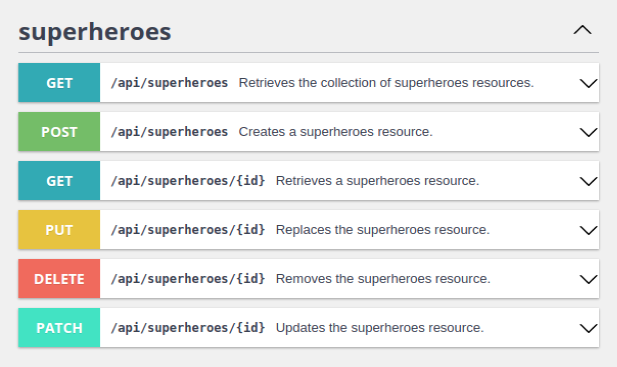 superheroes
GET /api/superheroes Retrieves the collection of superheroes resources.
POST /api/superheroes Creates a superheroes resource.
GET /api/superheroes/{id} Retrieves a superheroes resource.
PUT /api/superheroes/{id} Replaces the superheroes resource.
DELETE /api/superheroes/{id} Removes the superheroes resource.
PATCH /api/superheroes/{id} Updates the superheroes resource.